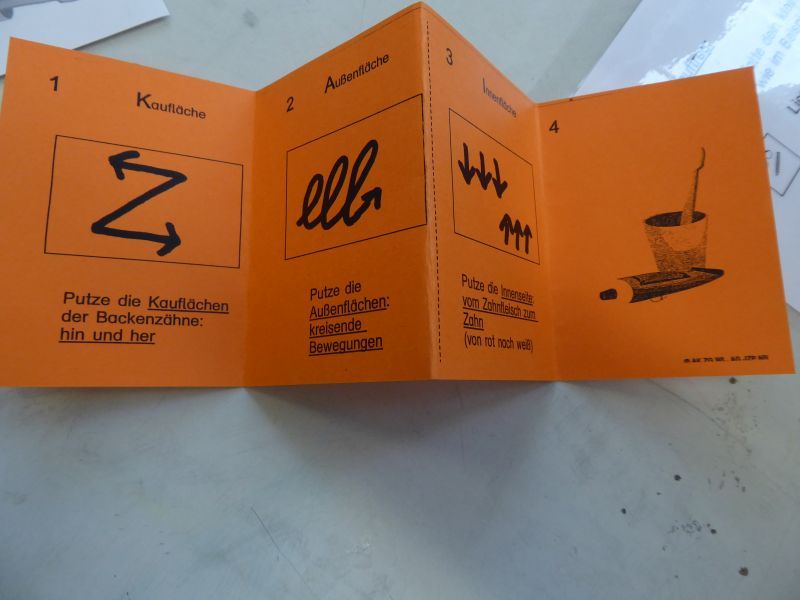 1
Kaufläche
Putze die Kauflächen
der Backenzähne:
hin und her
2
Außenfläche
Putze die
Außenflächen:
kreisende
Bewegungen
3
Innenfläche
Putze die Innenseite:
vom Zahnfleisch zum
Zahn
(von rot nach weiß)
4